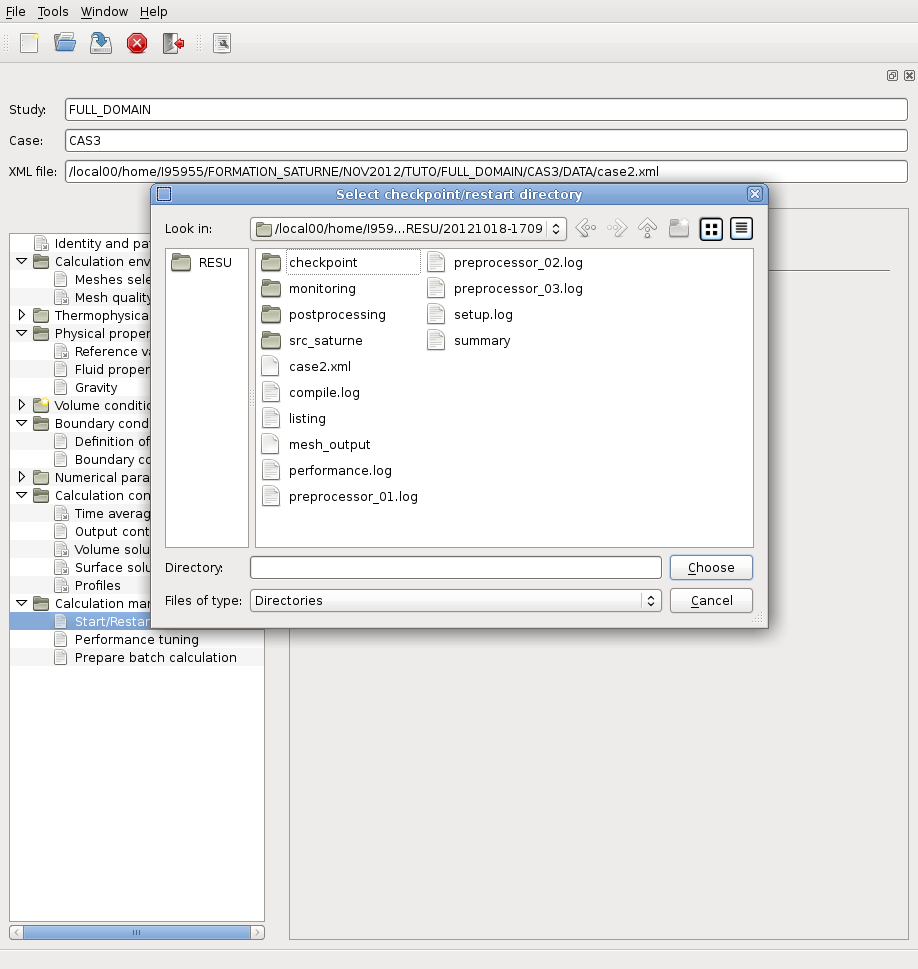 File Tools Window Help
Study: FULL_DOMAIN
Case: CAS3
XML file: /local00/home/I95955/FORMATION_SATURNE/NOV2012/TUTO/FULL_DOMAIN/CAS3/DATA/case2.xml
Select checkpoint/restart directory
Look in: /local00/home/I959...RESU/20121018-1709
RESU
checkpoint
monitoring
postprocessing
src_saturne
case2.xml
compile.log
listing
mesh_output
performance.log
preprocessor_01.log
preprocessor_02.log
preprocessor_03.log
setup.log
summary
Directory:
Choose
Files of type: Directories
Cancel
Identity and pa
Calculation env
Meshes sele
Mesh quality
Thermophysica
Physical proper
Reference va
Fluid proper
Gravity
Volume conditio
Boundary cond
Definition of
Boundary co
Numerical para
Calculation con
Time averag
Output cont
Volume solu
Surface solu
Profiles
Calculation mar
Start/Restar
Performance tuning
Prepare batch calculation